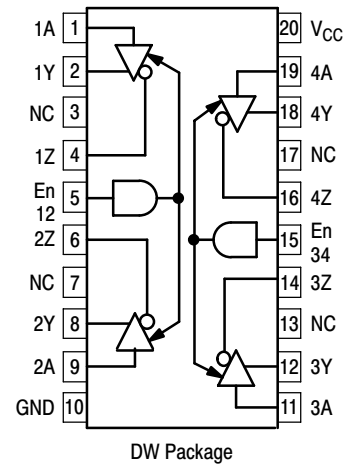 1A 1
1Y 2
NC 3
1Z 4
En
12
5
2Z 6
NC 7
2Y 8
2A 9
GND 10
20 VCC
19 4A
18 4Y
17 NC
16 4Z
15 En
34
14 3Z
13 NC
12 3Y
11 3A
DW Package